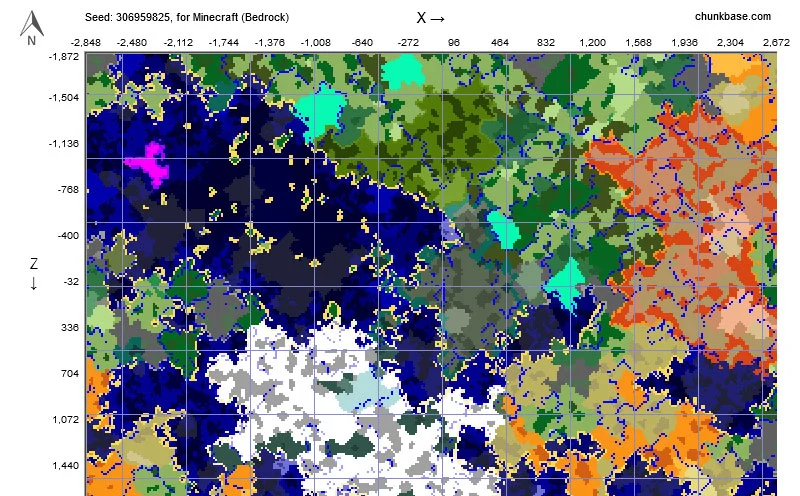 Seed: 306959825, for Minecraft (Bedrock) X → chunkbase.com
N
-2,848 -2,480 -2,112 -1,744 -1,376 -1,008 -640 -272 96 464 832 1,200 1,568 1,936 2,304 2,672
-1,872
-1,504
-1,136
-768
-400
Z
↓
-32
336
704
1,072
1,440